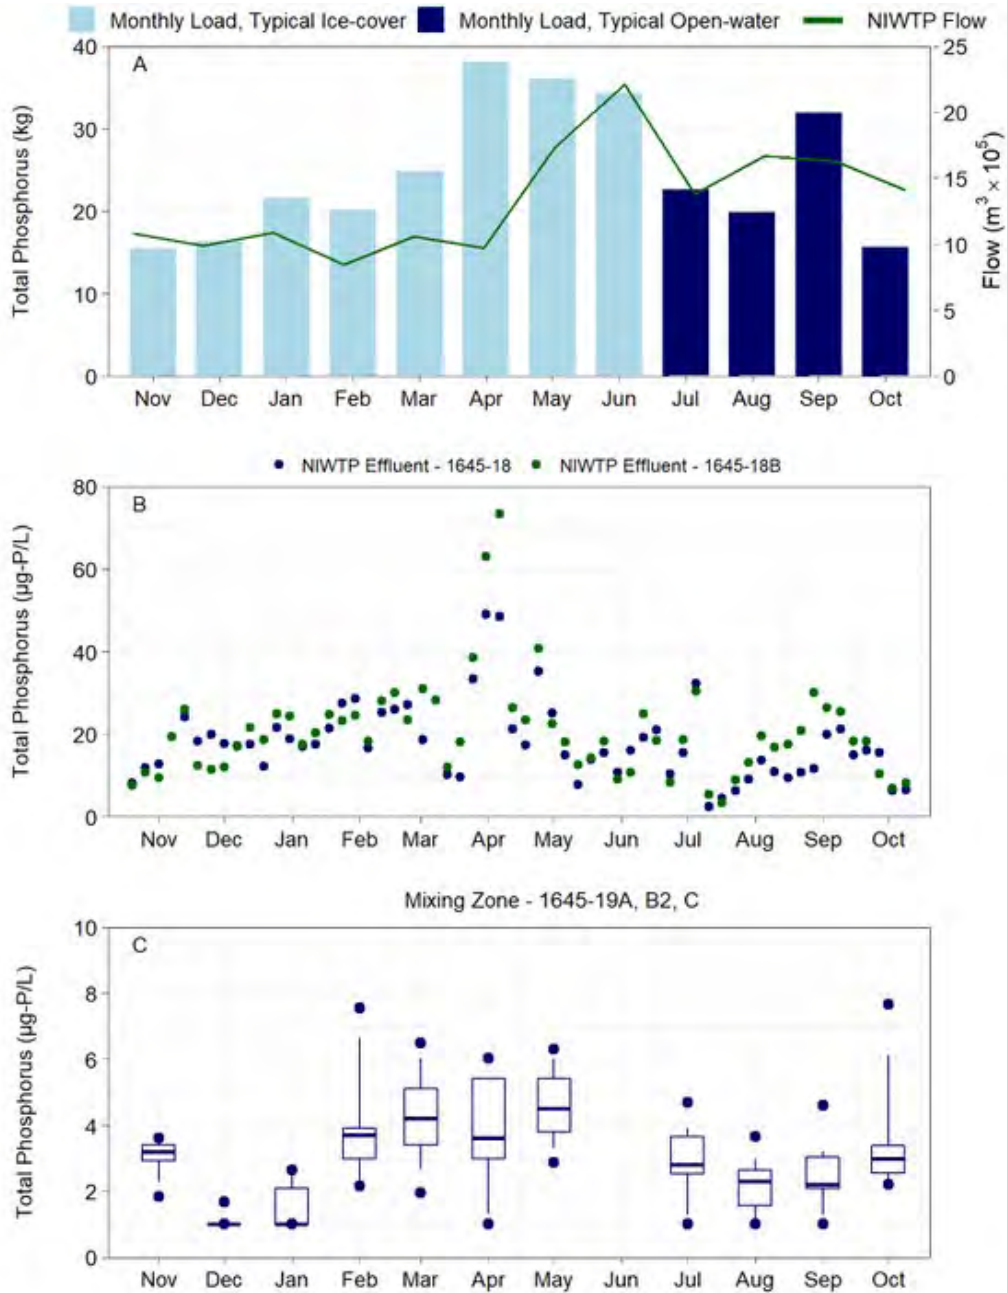 Monthly Load, Typical Ice-cover Monthly Load, Typical Open-water NIWTP Flow
A
Total Phosphorus (kg)
40
30
20
10
0
Flow (m³ × 10⁵)
25
20
15
10
5
0
Nov Dec Jan Feb Mar Apr May Jun Jul Aug Sep Oct
NIWTP Effluent - 1645-18 NIWTP Effluent - 1645-18B
B
Total Phosphorus (µg-P/L)
80
60
40
20
0
Nov Dec Jan Feb Mar Apr May Jun Jul Aug Sep Oct
Mixing Zone - 1645-19A, B2, C
C
Total Phosphorus (µg-P/L)
10
8
6
4
2
0
Nov Dec Jan Feb Mar Apr May Jun Jul Aug Sep Oct